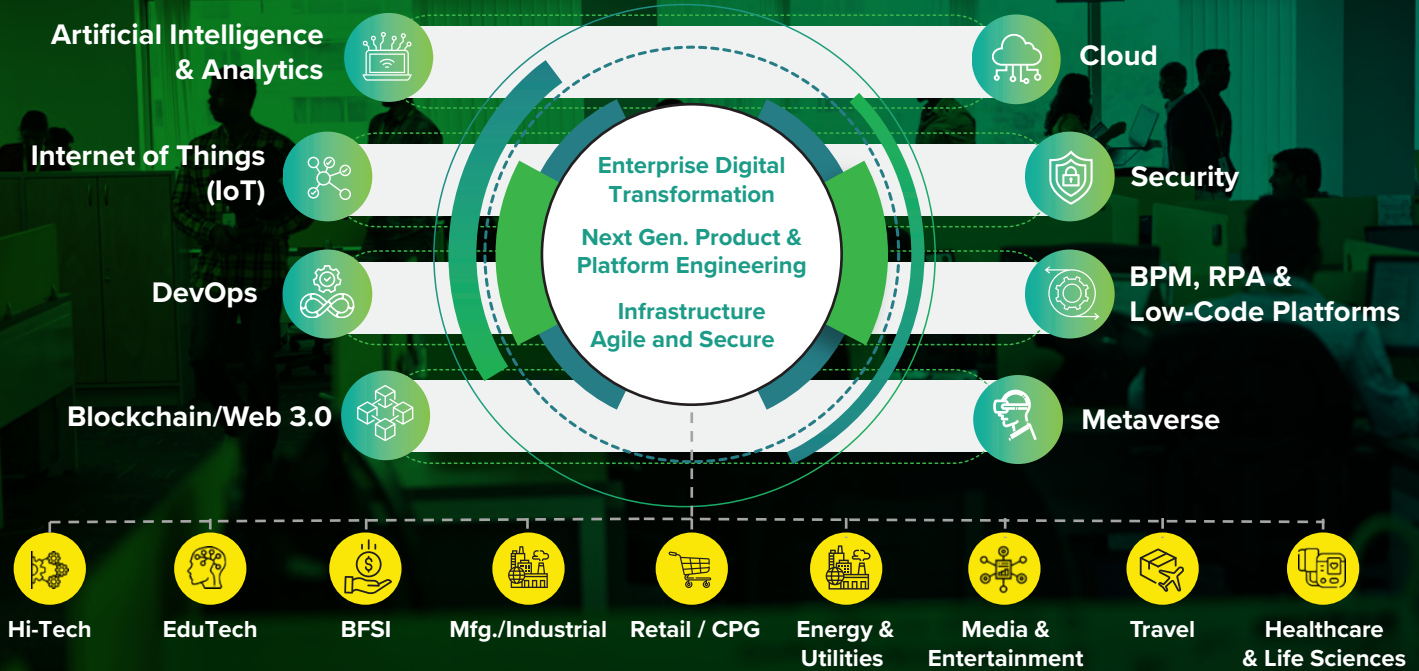 Artificial Intelligence
& Analytics
Cloud
Internet of Things
(IoT)
Security
DevOps
BPM, RPA &
Low-Code Platforms
Blockchain/Web 3.0
Metaverse
Enterprise Digital
Transformation
Next Gen. Product &
Platform Engineering
Infrastructure
Agile and Secure
Hi-Tech
EduTech
BFSI
Mfg./Industrial
Retail / CPG
Energy &
Utilities
Media &
Entertainment
Travel
Healthcare
& Life Sciences